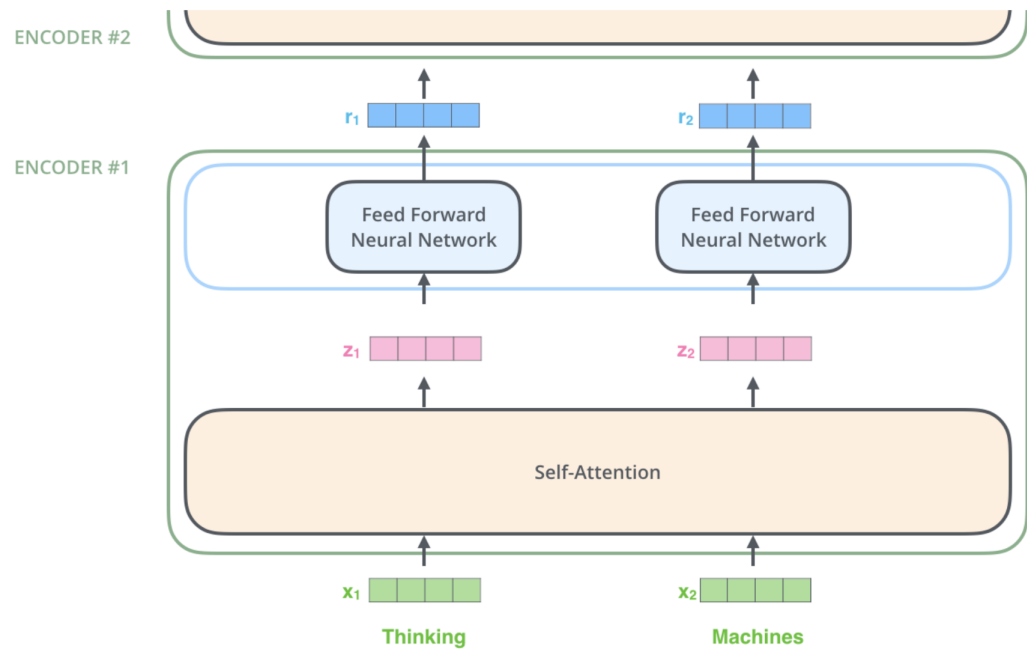 ENCODER #2
r₁
r₂
ENCODER #1
Feed Forward
Neural Network
Feed Forward
Neural Network
z₁
z₂
Self-Attention
x₁
x₂
Thinking
Machines